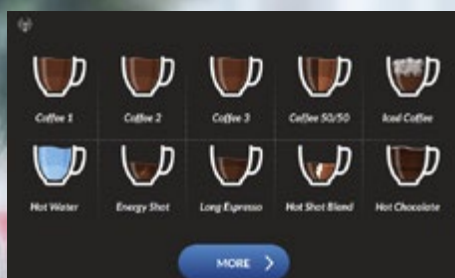 Coffee 1 Coffee 2 Coffee 3 Coffee 50/50 Iced Coffee
Hot Water Energy Shot Long Espresso Hot Shot Blend Hot Chocolate
MORE